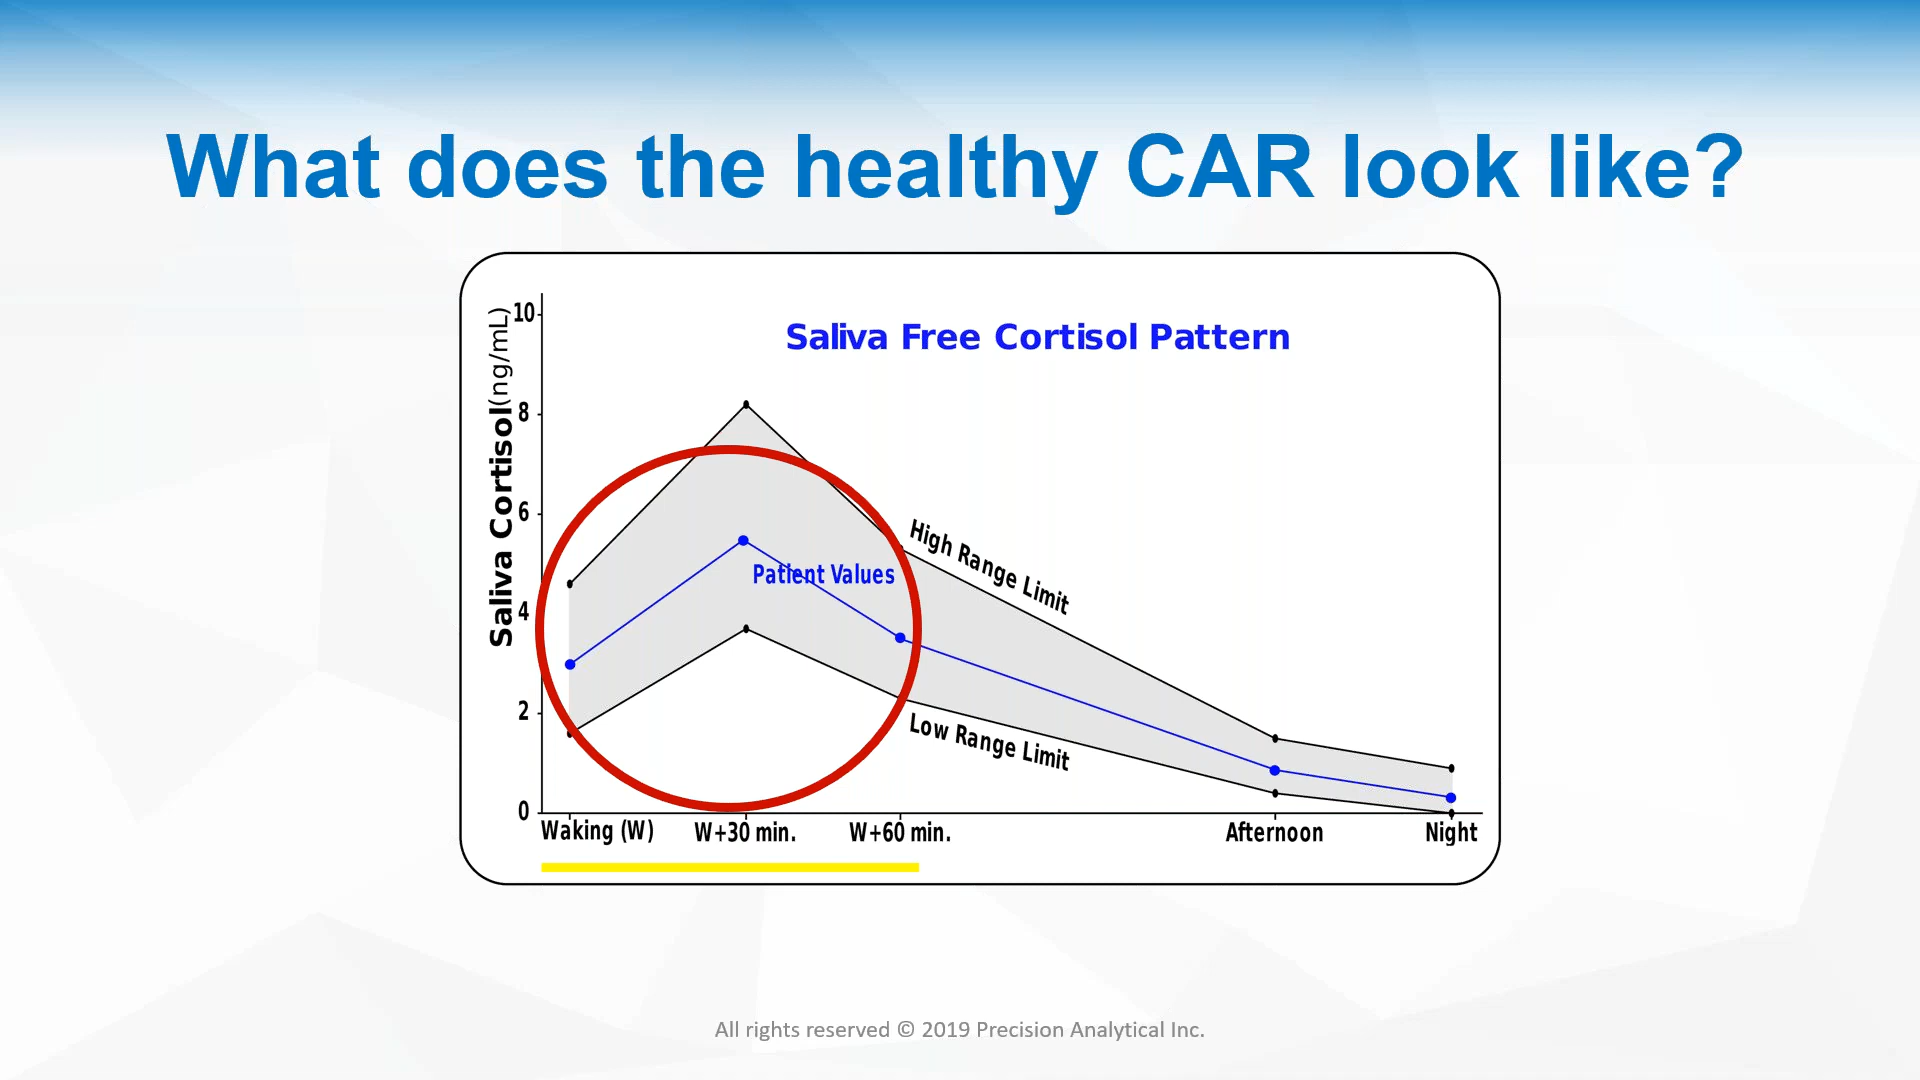 What does the healthy CAR look like?
Saliva Free Cortisol Pattern
Saliva Cortisol(ng/mL)
10
8
6
4
2
0
High Range Limit
Patient Values
Low Range Limit
Waking (W) W+30 min. W+60 min. Afternoon Night
All rights reserved © 2019 Precision Analytical Inc.